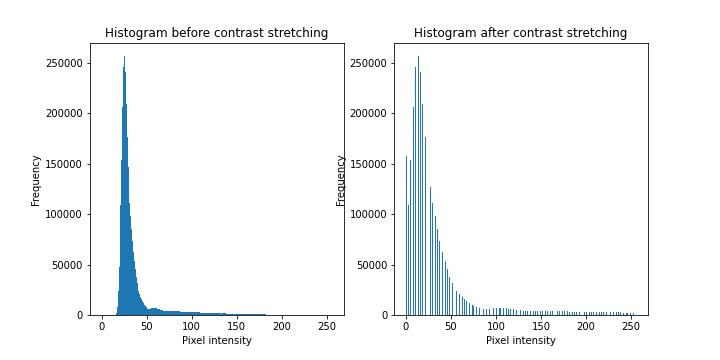 Histogram before contrast stretching
250000
200000
150000
100000
50000
0
Frequency
0 50 100 150 200 250
Pixel intensity
Histogram after contrast stretching
250000
200000
150000
100000
50000
0
Frequency
0 50 100 150 200 250
Pixel intensity